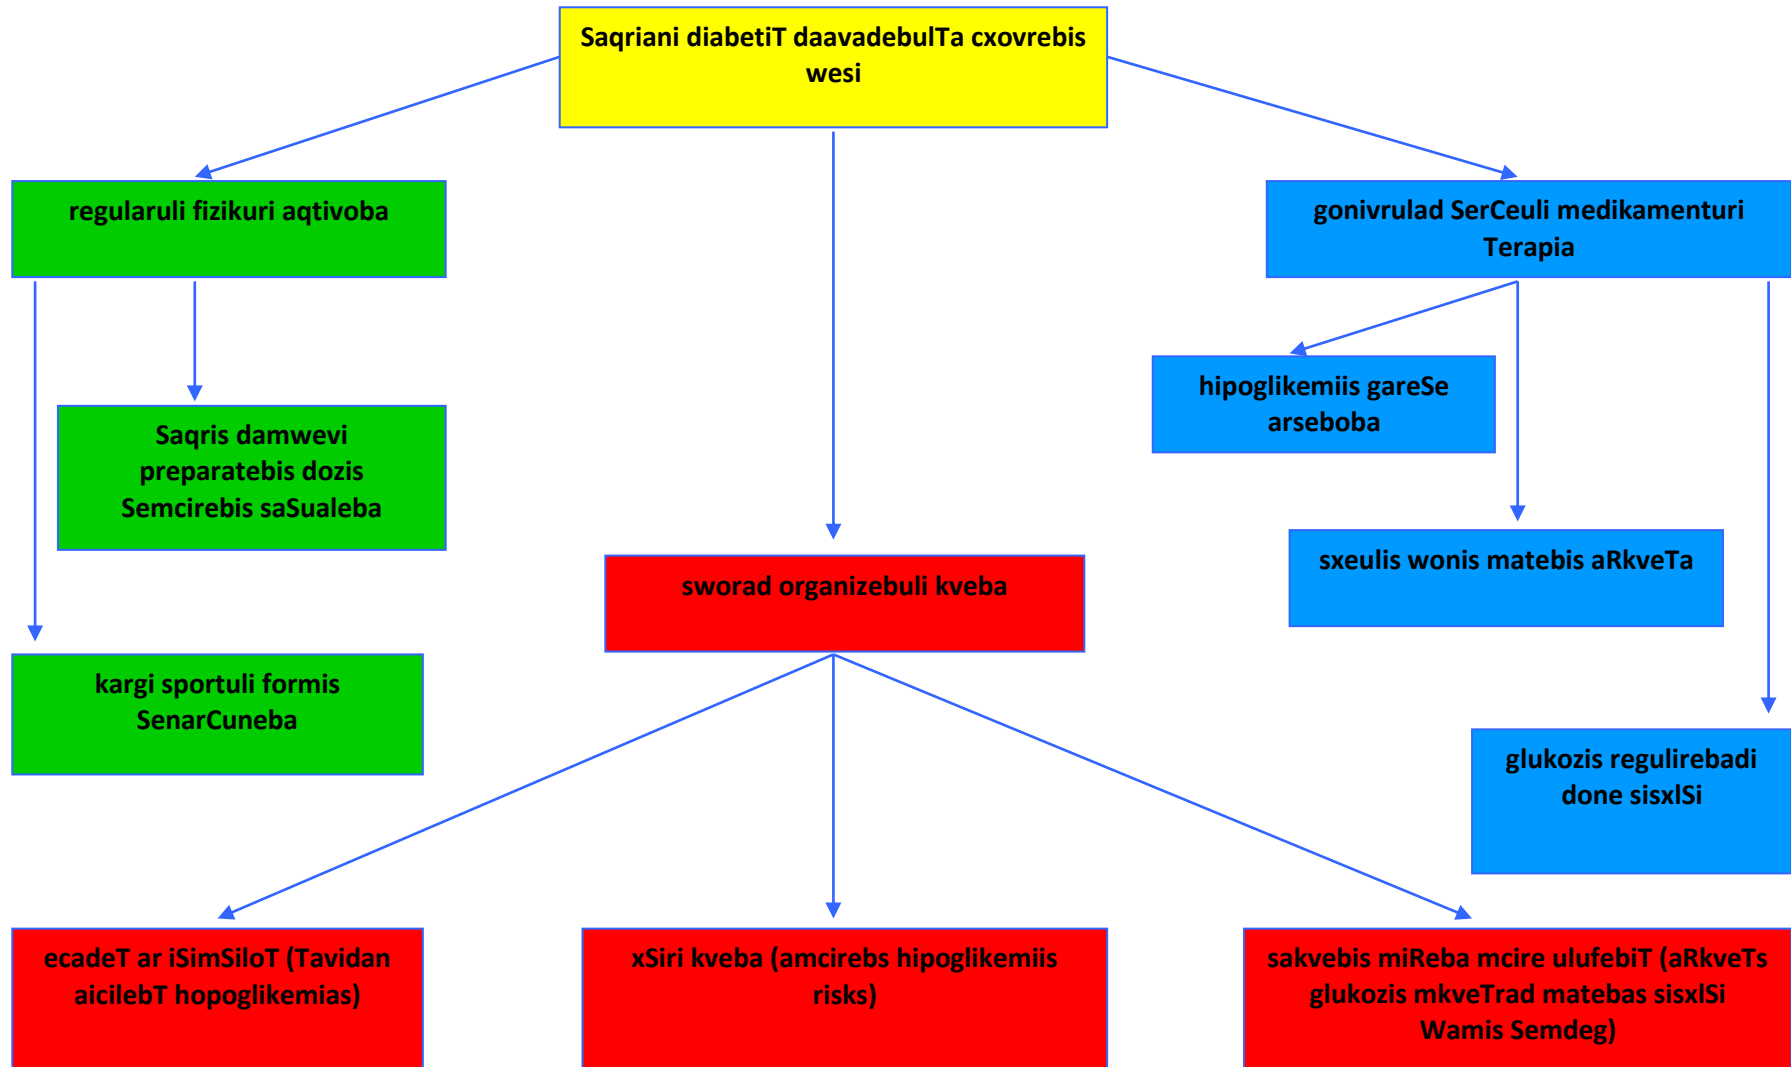 Saqriani diabetiT daavadebulTa cxovrebis
wesi
regularuli fizikuri aqtivoba
gonivrulad SerCeuli medikamenturi
Terapia
hipoglikemiis gareSe
arseboba
Saqris damwevi
preparatebis dozis
Semcirebis saSualeba
sxeulis wonis matebis aRkveTa
sworad organizebuli kveba
kargi sportuli formis
SenarCuneba
glukozis regulirebadi
done sisxlSi
ecadeT ar iSimSiloT (Tavidan
aicilebT hopoglikemias)
xSiri kveba (amcirebs hipoglikemiis
risks)
sakvebis miReba mcire ulufebiT (aRkveTs
glukozis mkveTrad matebas sisxlSi
Wamis Semdeg)